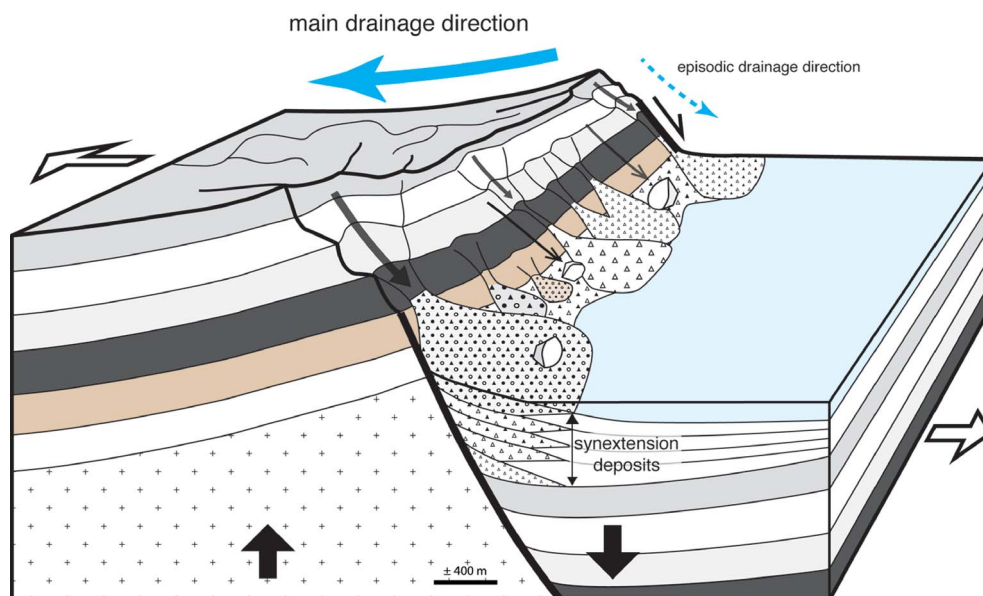 main drainage direction
episodic drainage direction
synextension
deposits
± 400 m